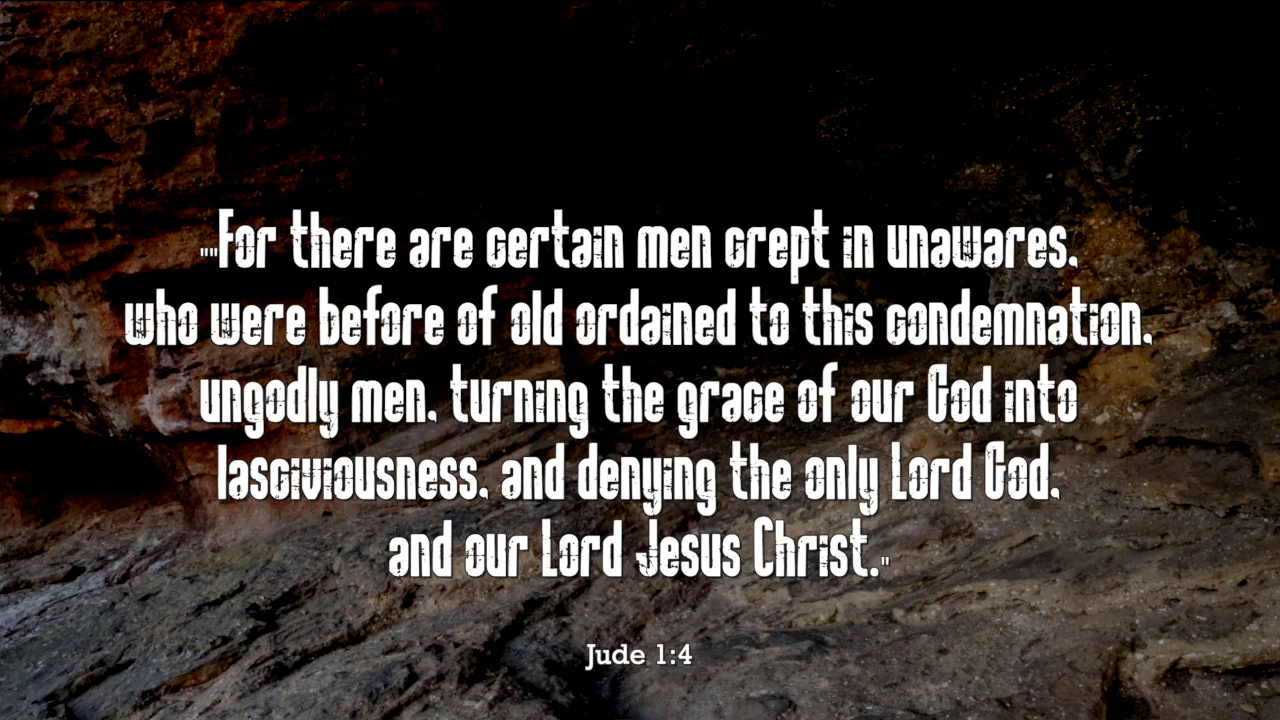 ""For there are certain men crept in unawares,
who were before of old ordained to this condemnation,
ungodly men, turning the grace of our God into
lasciviousness, and denying the only Lord God,
and our Lord Jesus Christ."
Jude 1:4